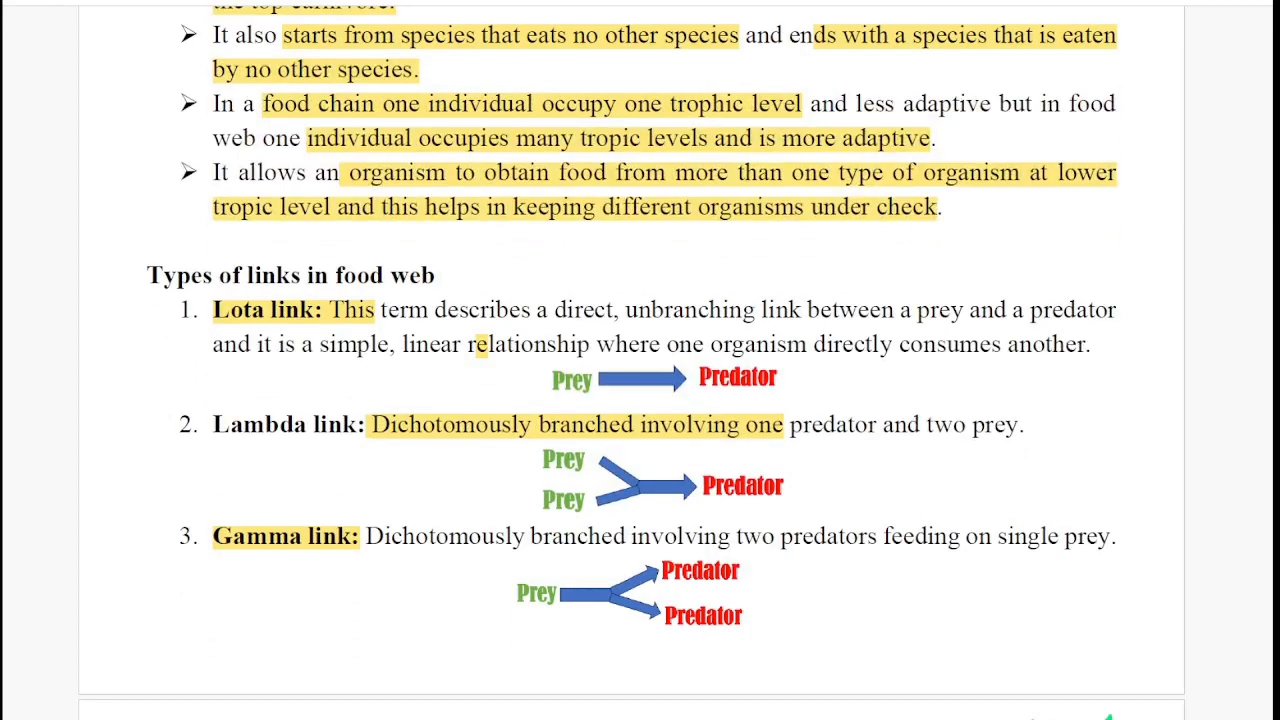 the top carnivore.
➢ It also starts from species that eats no other species and ends with a species that is eaten
by no other species.
➢ In a food chain one individual occupy one trophic level and less adaptive but in food
web one individual occupies many tropic levels and is more adaptive.
➢ It allows an organism to obtain food from more than one type of organism at lower
tropic level and this helps in keeping different organisms under check.
Types of links in food web
1. Lota link: This term describes a direct, unbranching link between a prey and a predator
and it is a simple, linear relationship where one organism directly consumes another.
Prey Predator
2. Lambda link: Dichotomously branched involving one predator and two prey.
Prey
Predator
Prey
3. Gamma link: Dichotomously branched involving two predators feeding on single prey.
Predator
Prey
Predator